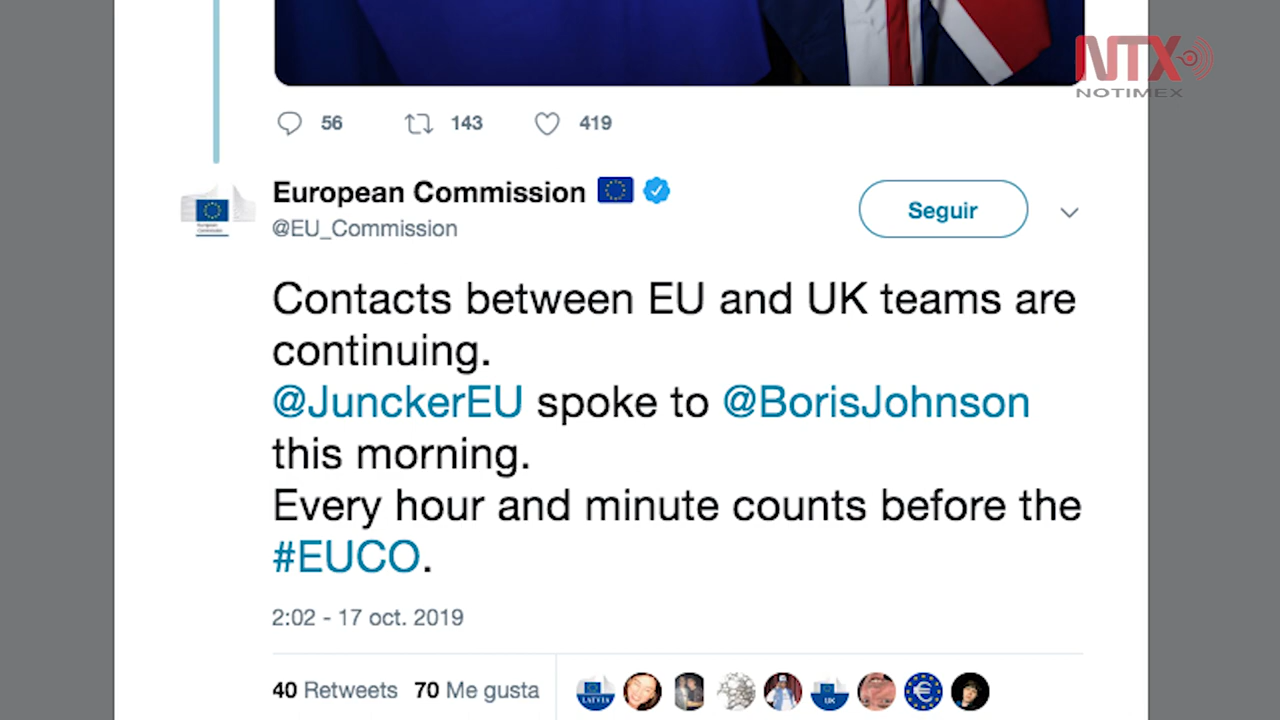 NTX
NOTIMEX
56 143 419
European Commission
@EU_Commission
Seguir
Contacts between EU and UK teams are
continuing.
@JunckerEU spoke to @BorisJohnson
this morning.
Every hour and minute counts before the
#EUCO.
2:02 - 17 oct. 2019
40 Retweets 70 Me gusta
LATVIA
UK